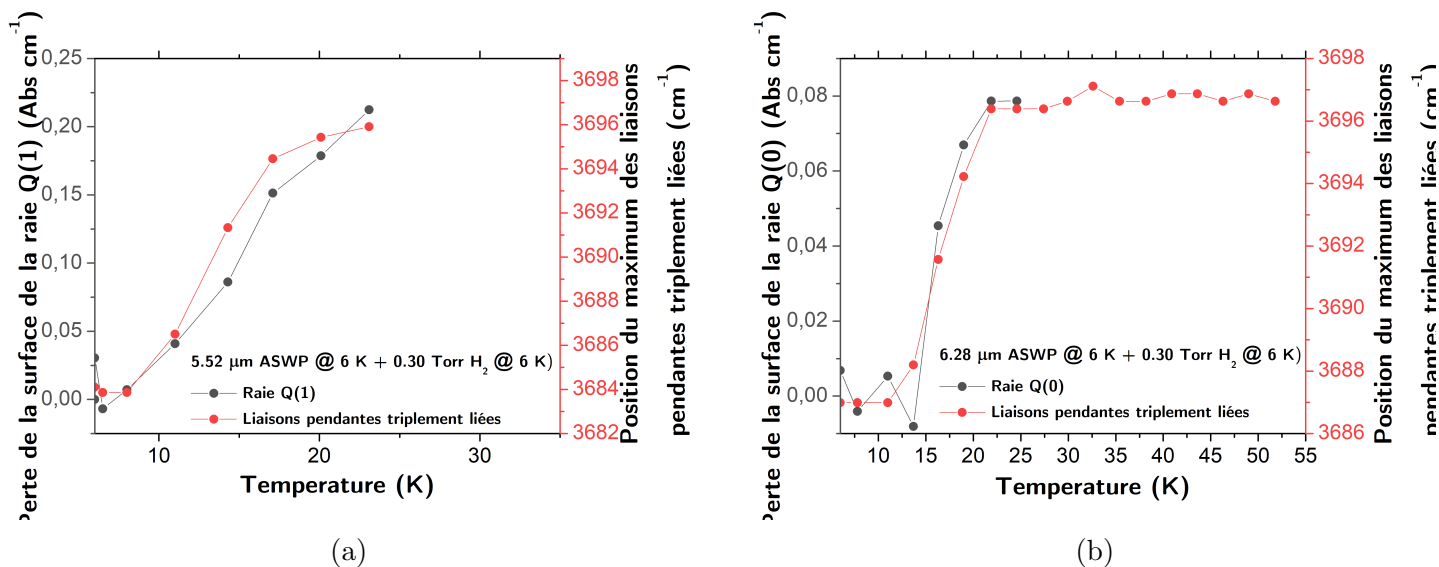 Perte de la surface de la raie Q(1) (Abs cm⁻¹)
0,25
0,20
0,15
0,10
0,05
0,00
5.52 µm ASWP @ 6 K + 0.30 Torr H₂ @ 6 K)
Raie Q(1)
Liaisons pendantes triplement liées
10
20
30
Temperature (K)
3698
3696
3694
3692
3690
3688
3686
3684
3682
Position du maximum des liaisons
pendantes triplement liées (cm⁻¹)
(a)
Perte de la surface de la raie Q(0) (Abs cm⁻¹)
0,08
0,06
0,04
0,02
0,00
6.28 µm ASWP @ 6 K + 0.30 Torr H₂ @ 6 K)
Raie Q(0)
Liaisons pendantes triplement liées
10
15
20
25
30
35
40
45
50
55
Temperature (K)
3698
3696
3694
3692
3690
3688
3686
Position du maximum des liaisons
pendantes triplement liées (cm⁻¹)
(b)